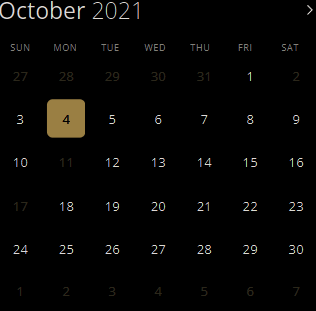 October 2021 >
SUN MON TUE WED THU FRI SAT
27 28 29 30 31 1 2
3 4 5 6 7 8 9
10 11 12 13 14 15 16
17 18 19 20 21 22 23
24 25 26 27 28 29 30
1 2 3 4 5 6 7